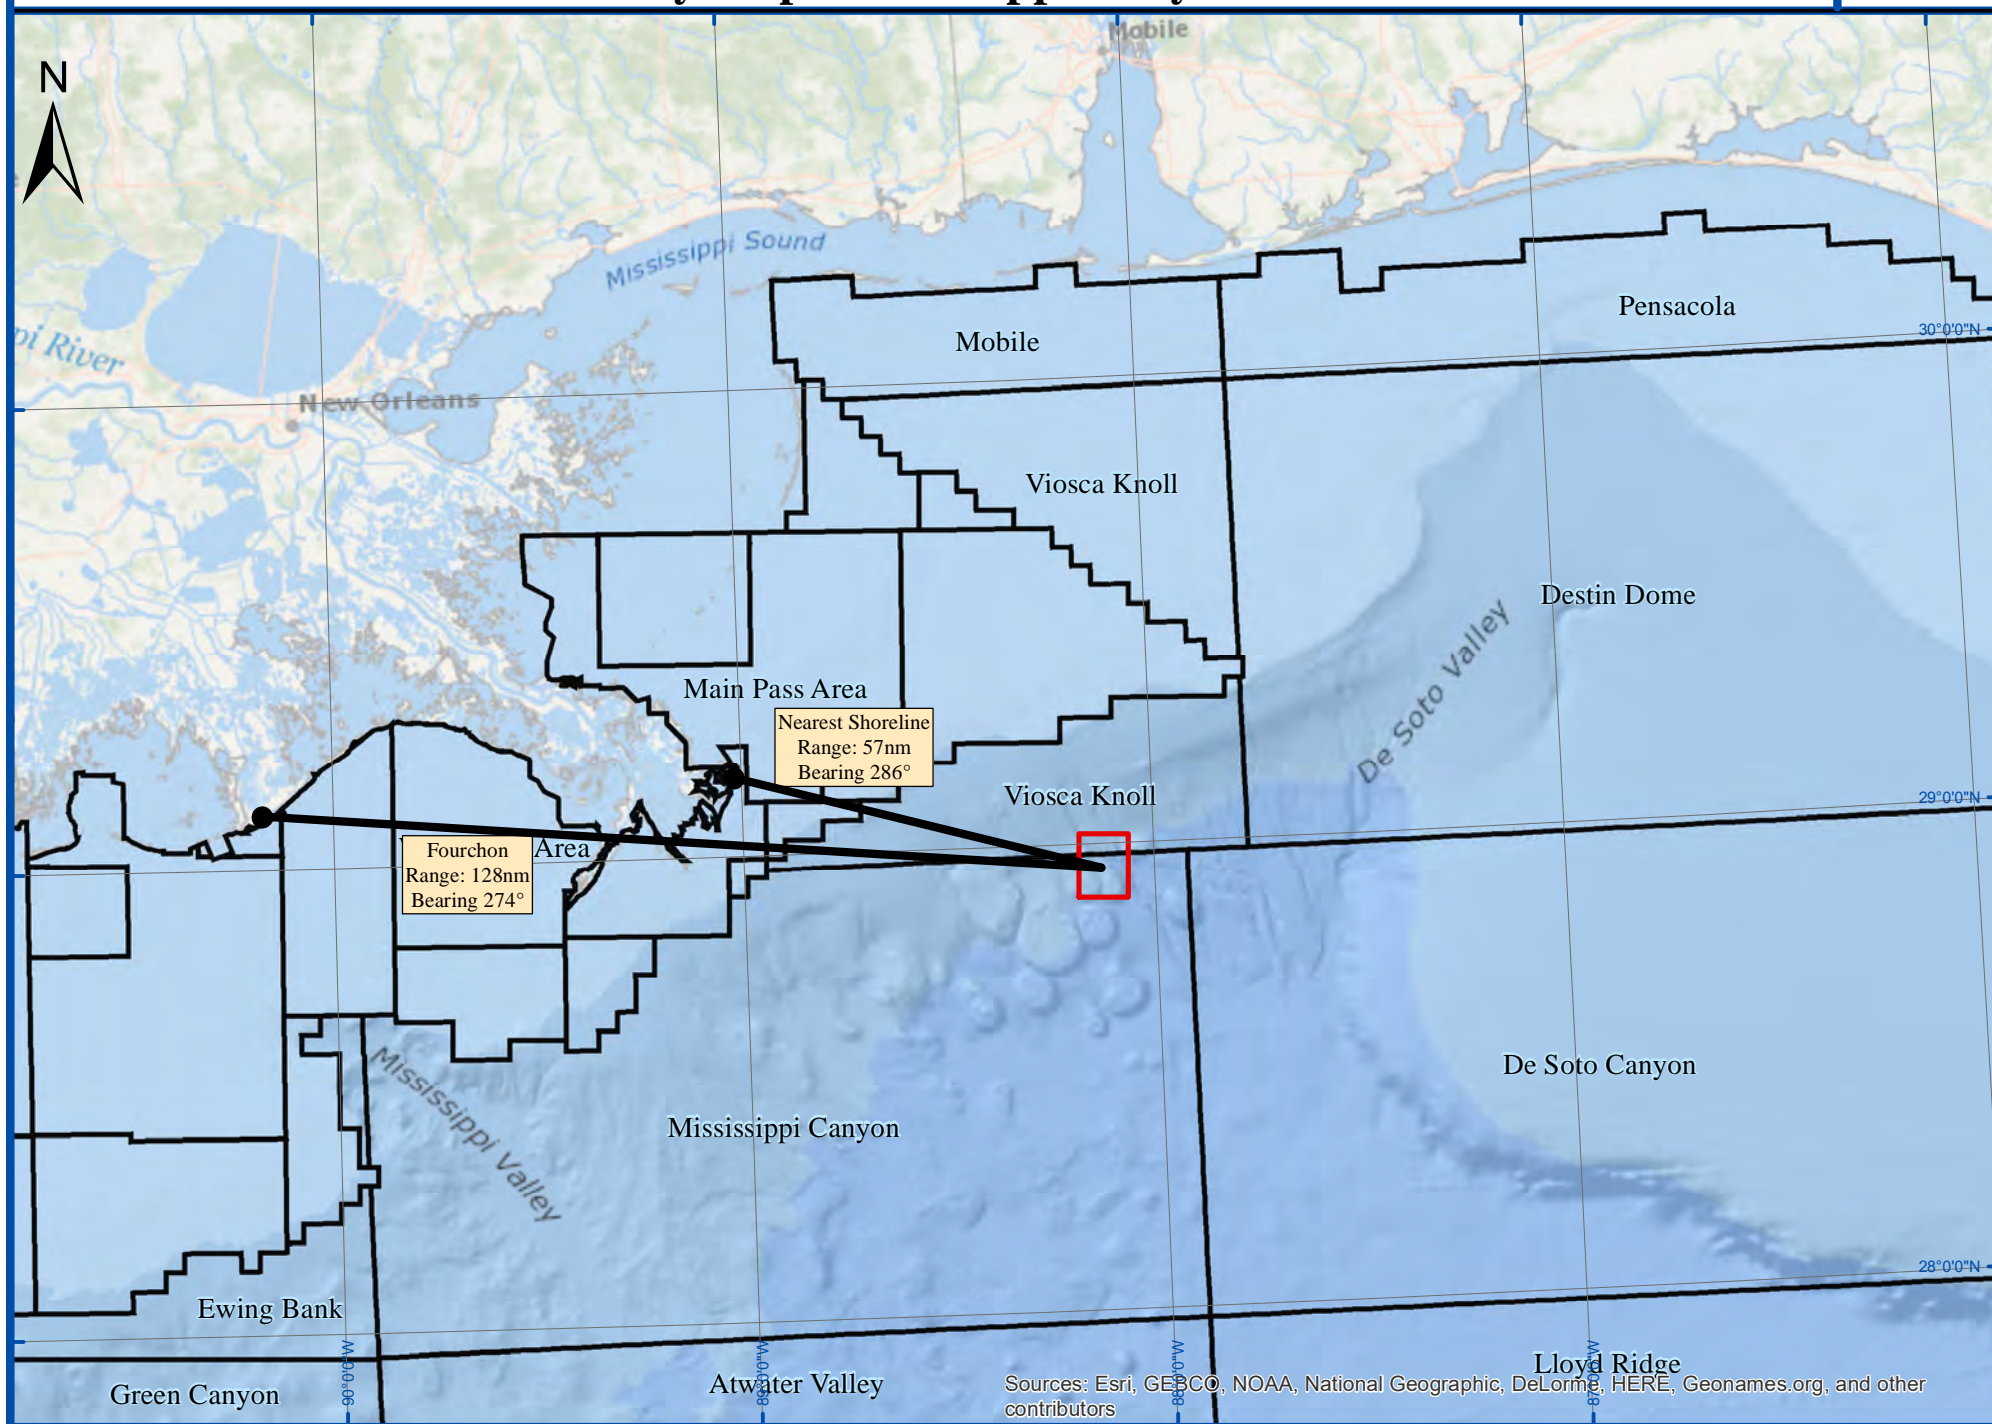 N
Mobile
Mississippi Sound
Pensacola
30°0'0"N
Mobile
pi River
New Orleans
Viosca Knoll
Destin Dome
De Soto Valley
Main Pass Area
Nearest Shoreline
Range: 57nm
Bearing 286°
Viosca Knoll
29°0'0"N
Area
Fourchon
Range: 128nm
Bearing 274°
De Soto Canyon
Mississippi Valley
Mississippi Canyon
28°0'0"N
Ewing Bank
90°0'0"W
89°0'0"W
88°0'0"W
87°0'0"W
Lloyd Ridge
Green Canyon
Atwater Valley
Sources: Esri, GEBCO, NOAA, National Geographic, DeLorme, HERE, Geonames.org, and other
contributors